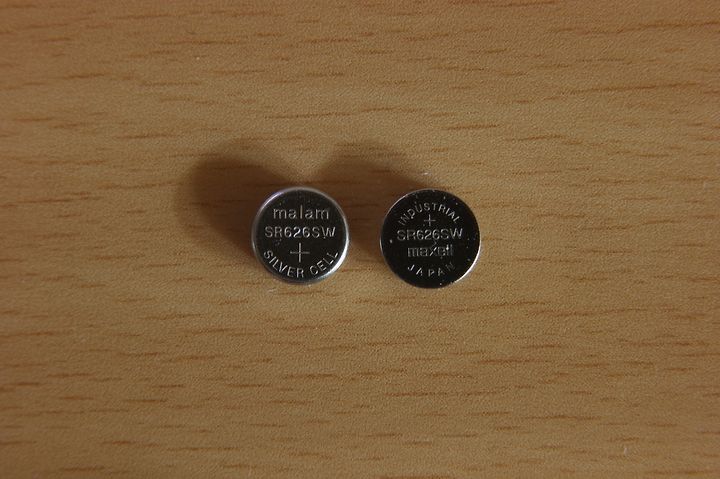 malam
SR626SW
+
SILVER CELL
INDUSTRIAL
+
SR626SW
maxell
JAPAN